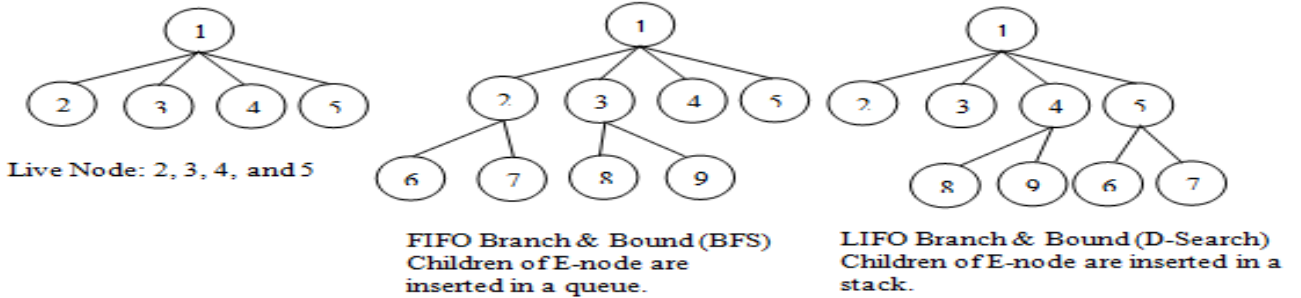 1
2 3 4 5
Live Node: 2, 3, 4, and 5
1
2 3 4 5
6 7 8 9
FIFO Branch & Bound (BFS)
Children of E-node are
inserted in a queue.
1
2 3 4 5
8 9 6 7
LIFO Branch & Bound (D-Search)
Children of E-node are inserted in a
stack.